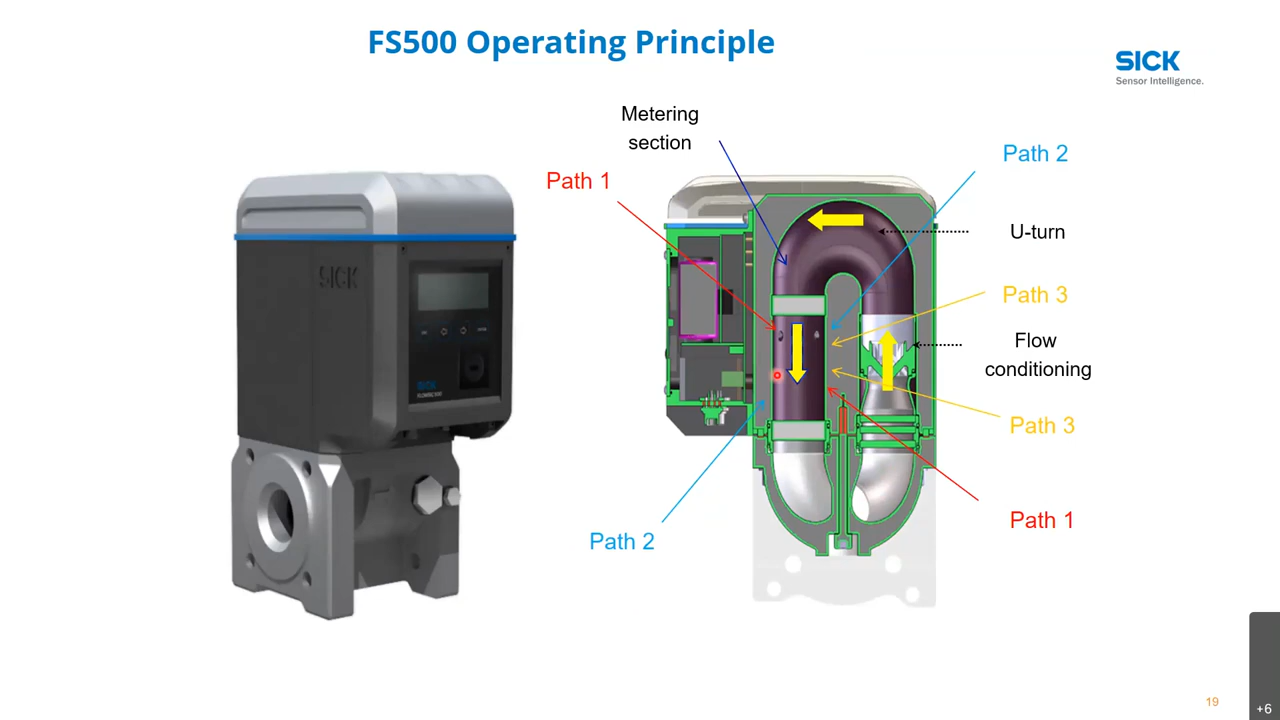 FS500 Operating Principle
SICK
Sensor Intelligence.
Metering
section
Path 2
Path 1
U-turn
Path 3
Flow
conditioning
Path 3
Path 1
Path 2
SICK
SICK
19
+6